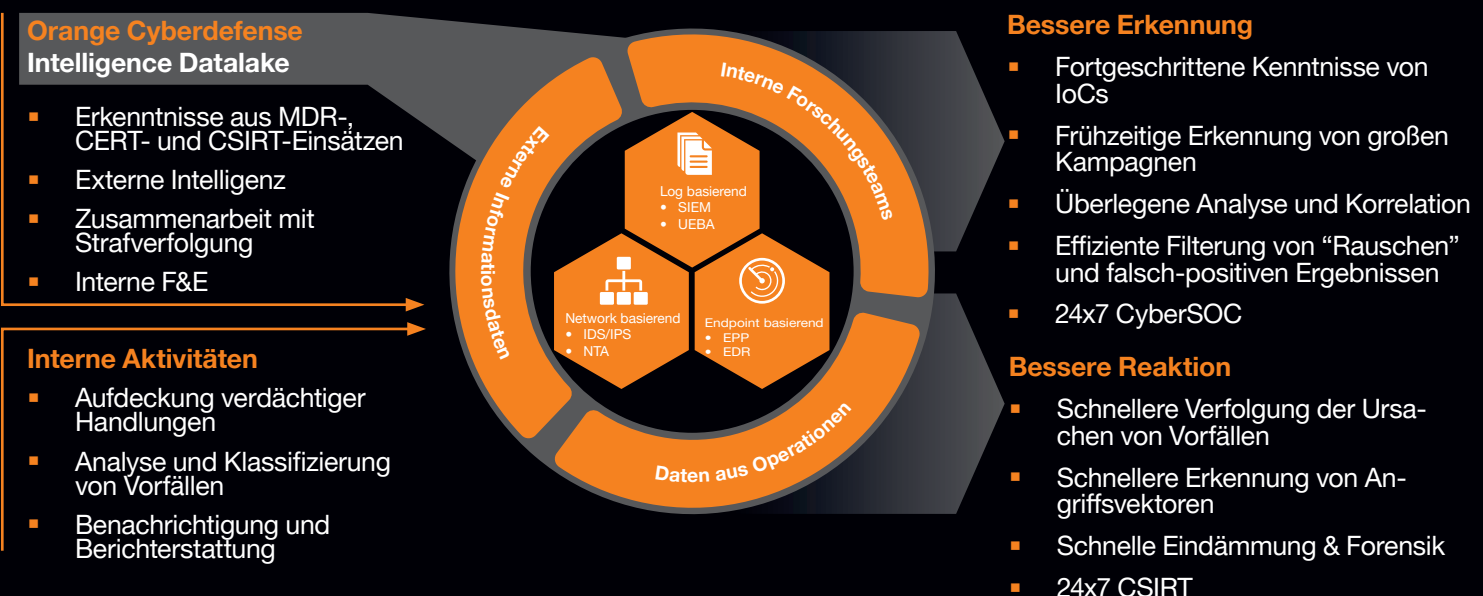 Orange Cyberdefense
Intelligence Datalake
▪ Erkenntnisse aus MDR-,
CERT- und CSIRT-Einsätzen
▪ Externe Intelligenz
▪ Zusammenarbeit mit
Strafverfolgung
▪ Interne F&E
Interne Aktivitäten
▪ Aufdeckung verdächtiger
Handlungen
▪ Analyse und Klassifizierung
von Vorfällen
▪ Benachrichtigung und
Berichterstattung
Externe Informationsdaten
Interne Forschungsteams
Daten aus Operationen
Log basierend
• SIEM
• UEBA
Network basierend
• IDS/IPS
• NTA
Endpoint basierend
• EPP
• EDR
Bessere Erkennung
▪ Fortgeschrittene Kenntnisse von
IoCs
▪ Frühzeitige Erkennung von großen
Kampagnen
▪ Überlegene Analyse und Korrelation
▪ Effiziente Filterung von “Rauschen”
und falsch-positiven Ergebnissen
▪ 24x7 CyberSOC
Bessere Reaktion
▪ Schnellere Verfolgung der Ursa-
chen von Vorfällen
▪ Schnellere Erkennung von An-
griffsvektoren
▪ Schnelle Eindämmung & Forensik
▪ 24x7 CSIRT